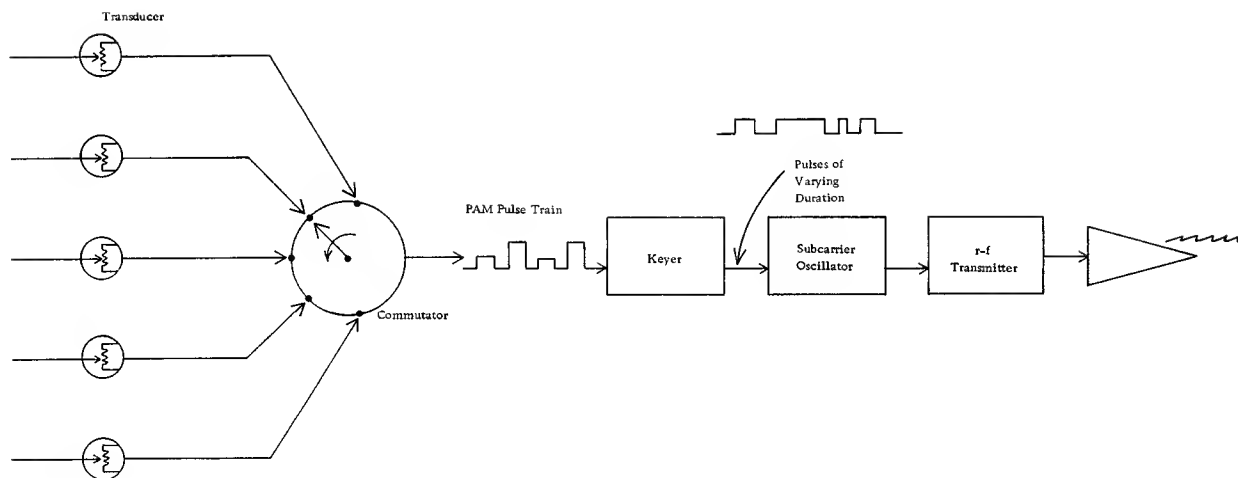 Transducer
PAM Pulse Train
Commutator
Keyer
Pulses of
Varying
Duration
Subcarrier
Oscillator
r-f
Transmitter